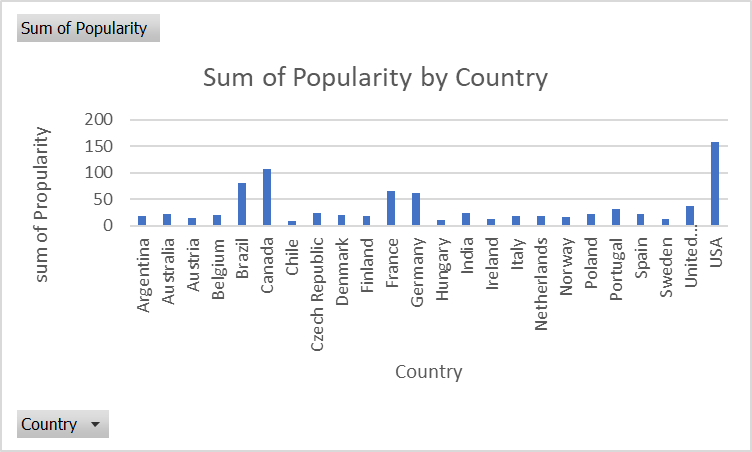 Sum of Popularity
Sum of Popularity by Country
sum of Propularity
200
150
100
50
0
Argentina
Australia
Austria
Belgium
Brazil
Canada
Chile
Czech Republic
Denmark
Finland
France
Germany
Hungary
India
Ireland
Italy
Netherlands
Norway
Poland
Portugal
Spain
Sweden
United...
USA
Country
Country